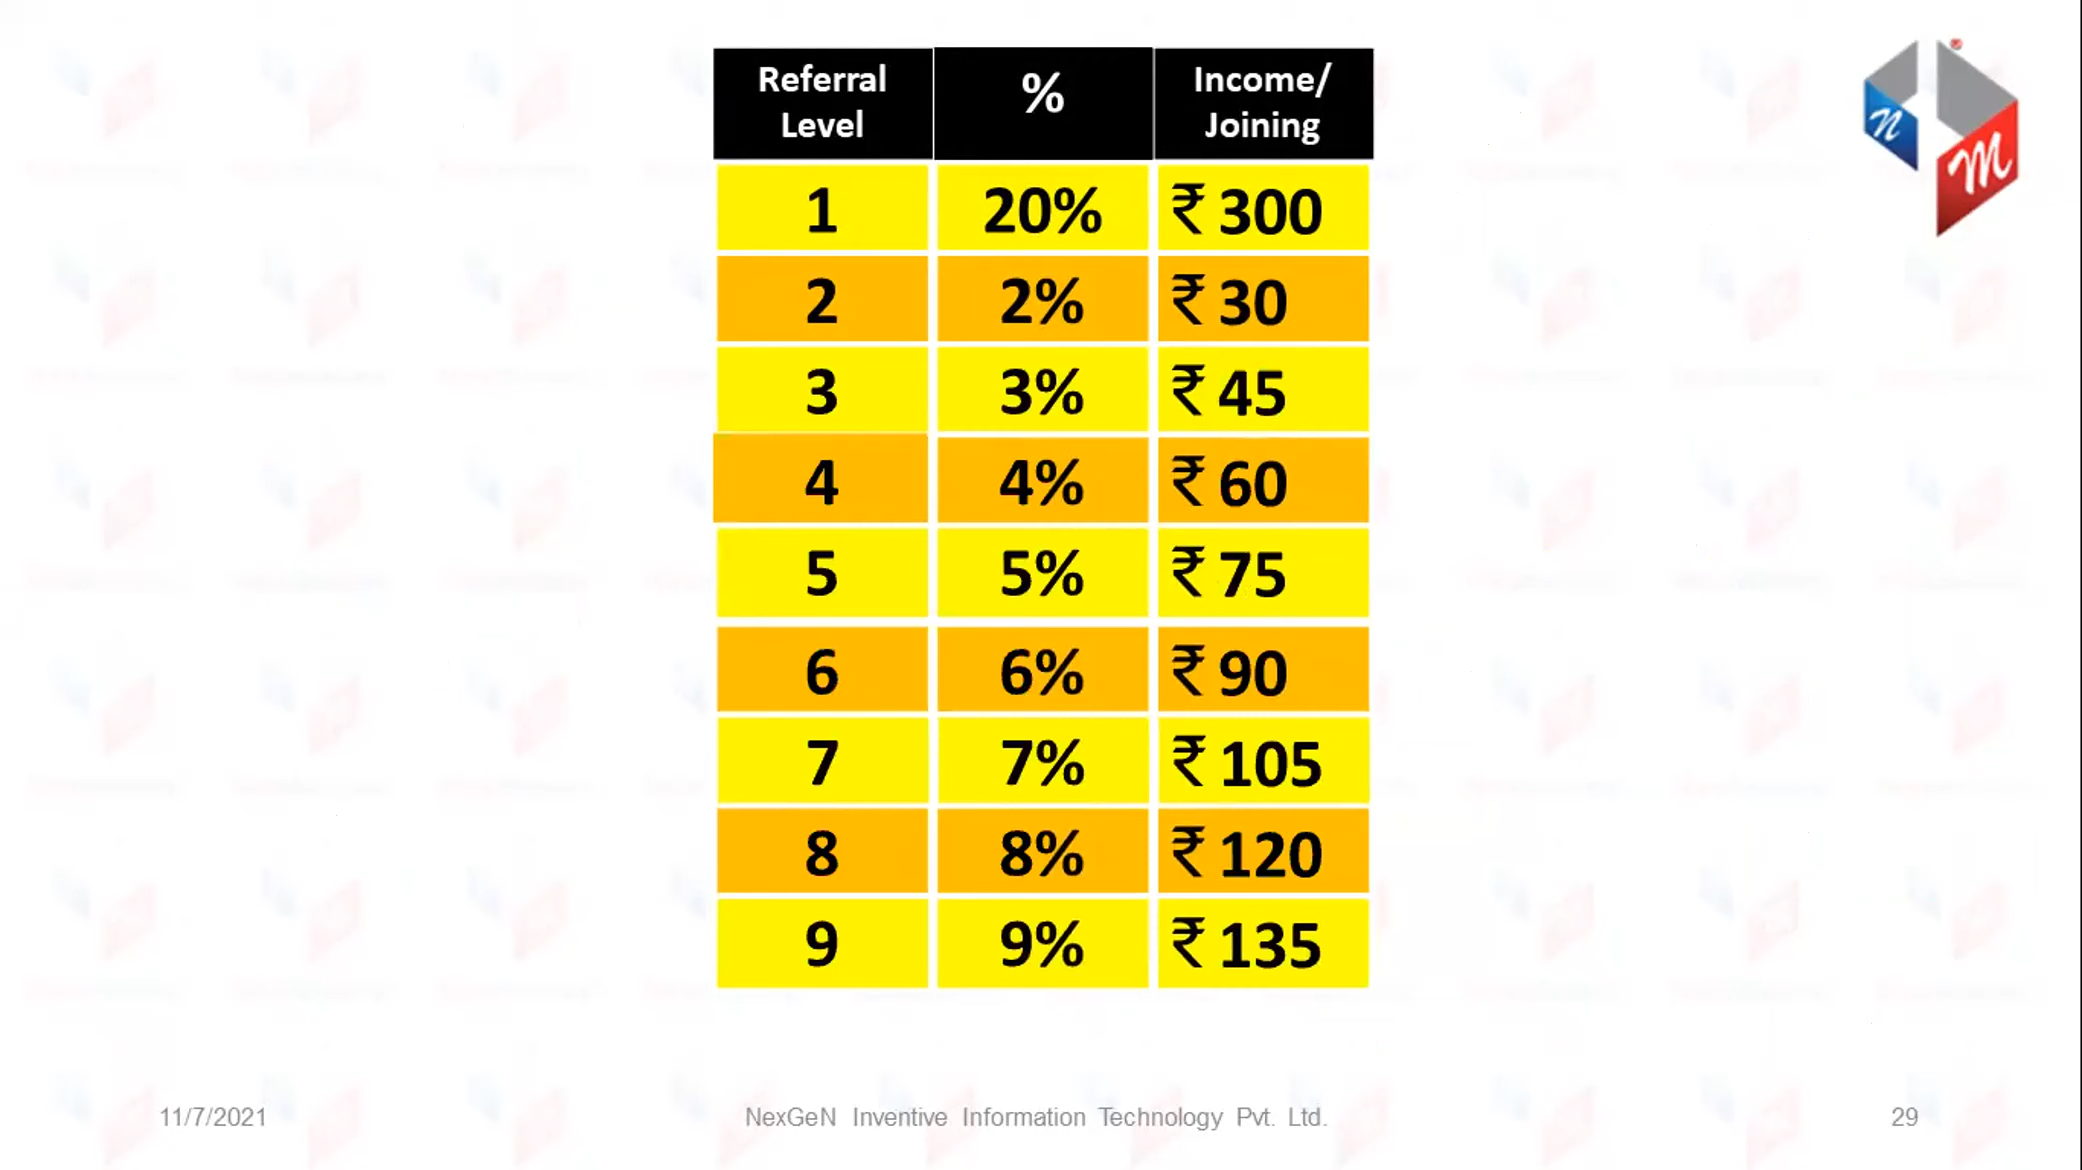 Referral Level % Income/ Joining
1 20% ₹ 300
2 2% ₹ 30
3 3% ₹ 45
4 4% ₹ 60
5 5% ₹ 75
6 6% ₹ 90
7 7% ₹ 105
8 8% ₹ 120
9 9% ₹ 135
n
m
®
11/7/2021 NexGeN Inventive Information Technology Pvt. Ltd. 29